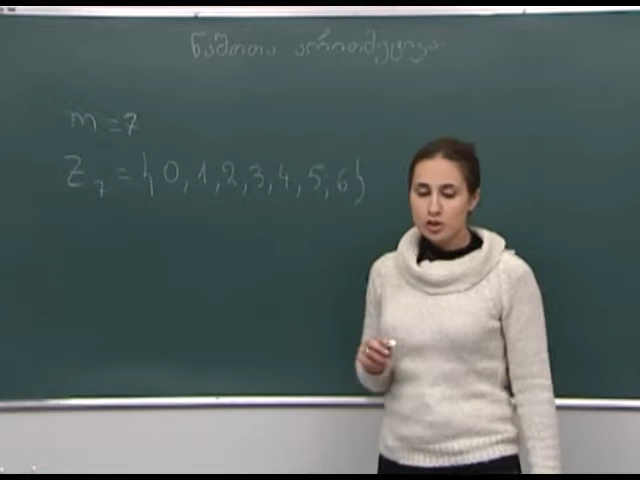 ნაშთთა არითმეტიკა
m = 7
Z₇ = { 0, 1, 2, 3, 4, 5, 6 }